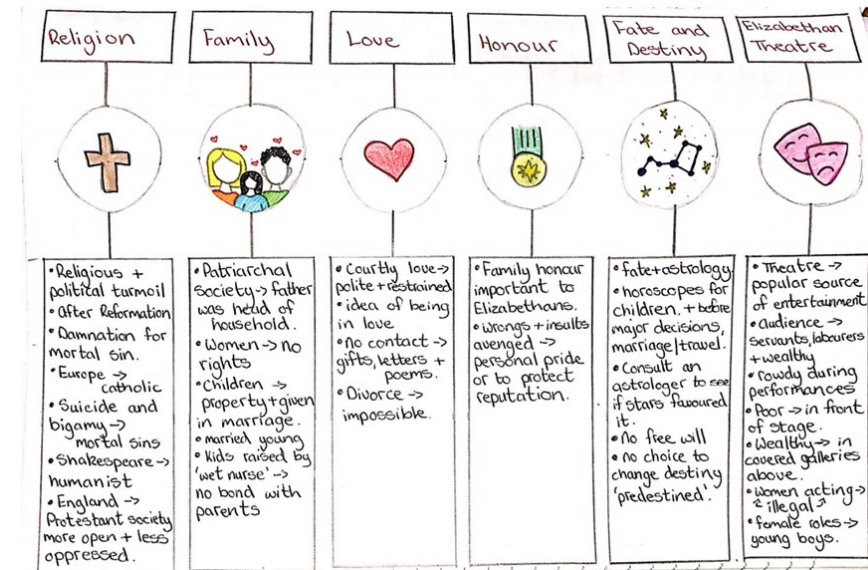 Religion
Family
Love
Honour
Fate and
Destiny
Elizabethan
Theatre
• Religious +
political turmoil
• After Reformation
• Damnation for
mortal sin.
• Europe →
catholic
• Suicide and
bigamy →
mortal sins
• Shakespeare →
humanist
• England →
Protestant society
more open + less
oppressed.
• Patriarchal
society → father
was head of
household.
• Women → no
rights
• Children →
property + given
in marriage.
• married young
• Kids raised by
'wet nurse' →
no bond with
parents
• Courtly love →
polite + restrained
• idea of being
in love
• no contact →
gifts, letters +
poems.
• Divorce →
impossible.
• Family honour
important to
Elizabethans.
• wrongs + insults
avenged →
personal pride
or to protect
reputation.
• fate + astrology.
• horoscopes for
children. + before
major decisions,
marriage/travel.
• Consult an
astrologer to see
if stars favoured
it.
• No free will
• no choice to
change destiny
'predestined'.
• Theatre →
popular source
of entertainment
• Audience →
servants, labourers
+ wealthy
• rowdy during
performances
• Poor → in front
of stage.
• Wealthy → in
covered galleries
above.
• Women acting →
illegal
• female roles →
young boys.